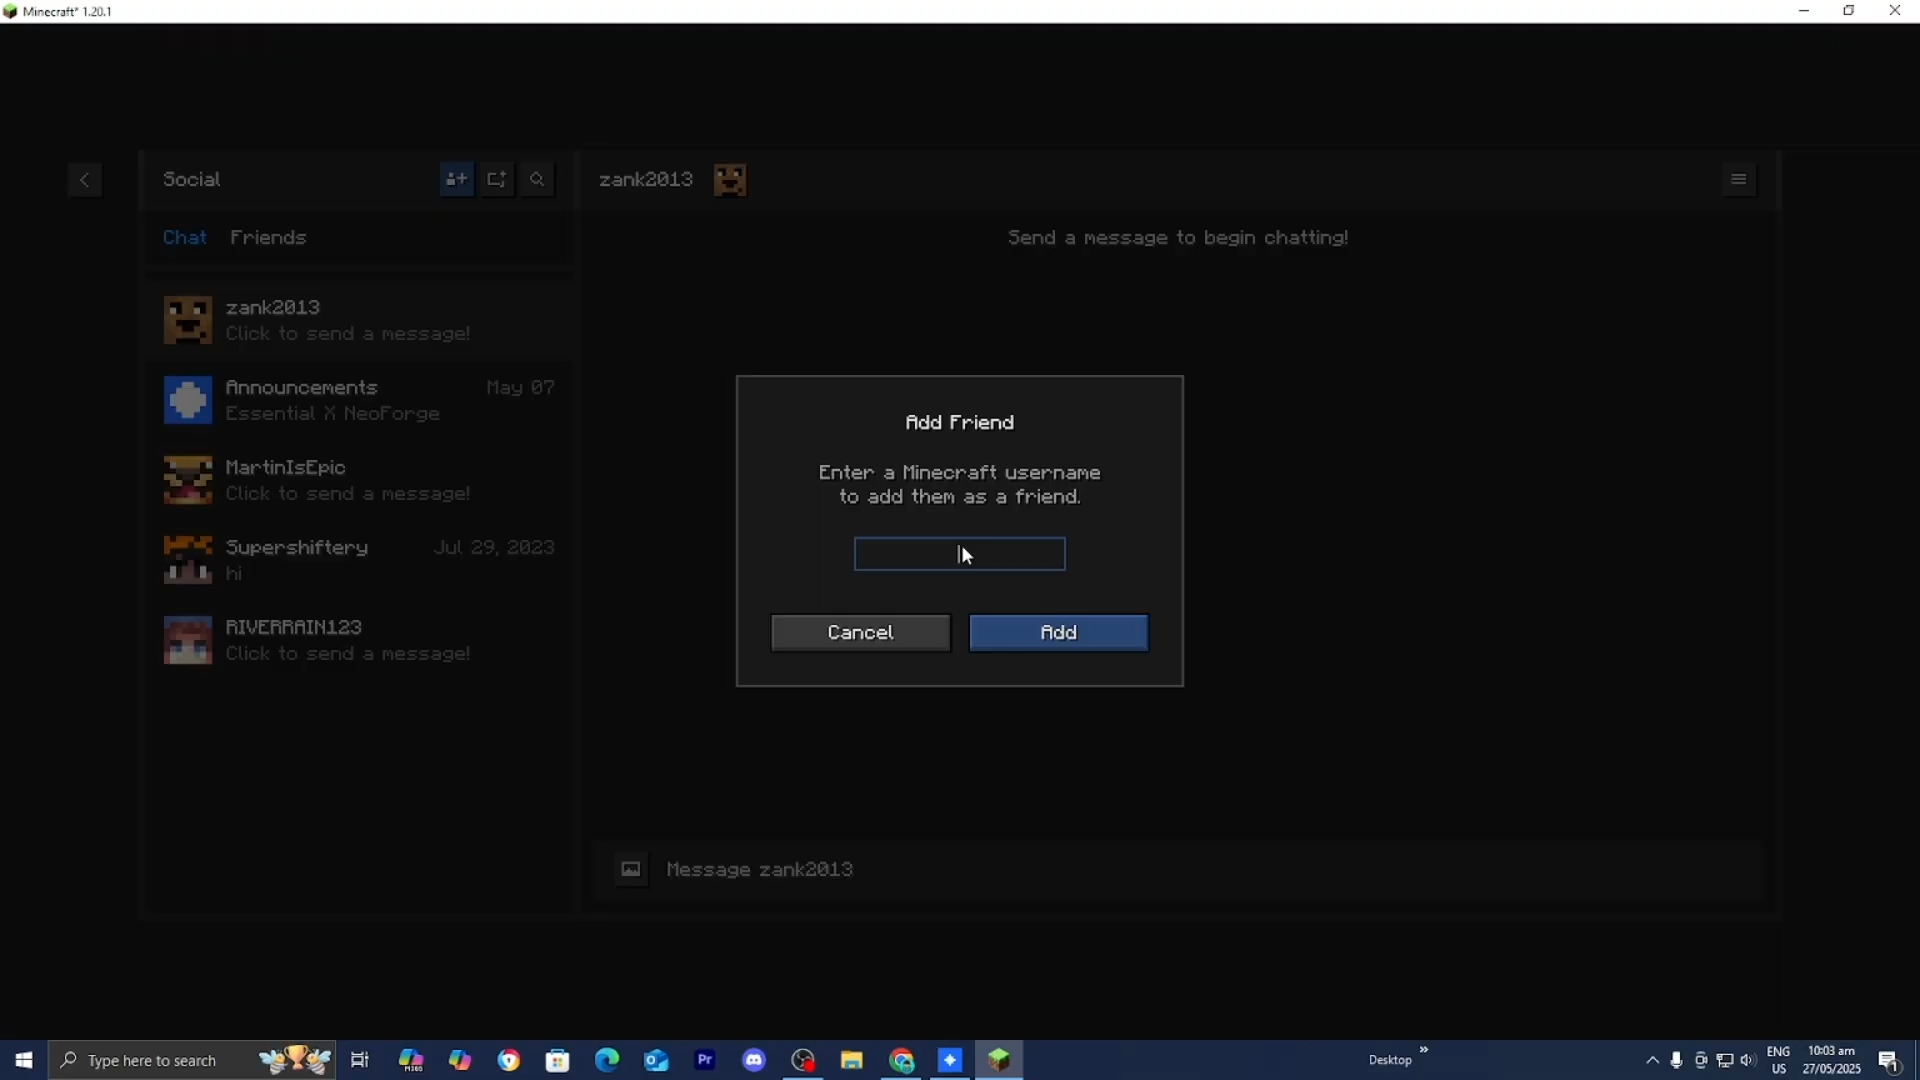 Minecraft* 1.20.1
Social
zank2013
Chat Friends
Send a message to begin chatting!
zank2013
Click to send a message!
Announcements May 07
Essential X NeoForge
MartinIsEpic
Click to send a message!
Supershiftery Jul 29, 2023
hi
RIVERRAIN123
Click to send a message!
Add Friend
Enter a Minecraft username
to add them as a friend.
Cancel Add
Message zank2013
Type here to search
M365
Pr
Desktop
ENG
US
10:03 am
27/05/2025
1